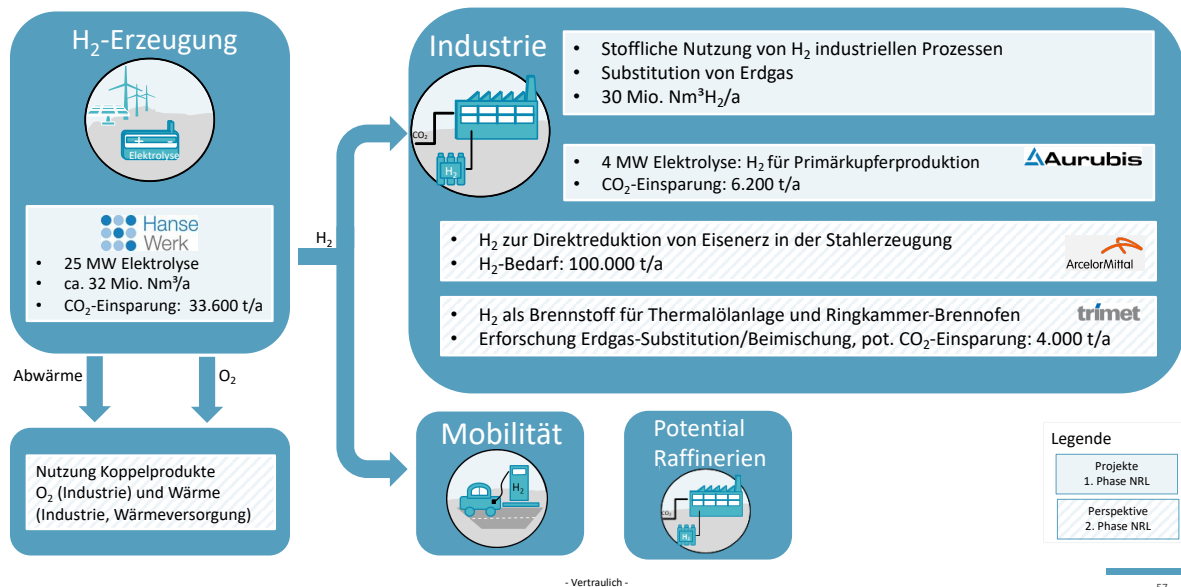 H₂-Erzeugung
Elektrolyse
Hanse
Werk
• 25 MW Elektrolyse
• ca. 32 Mio. Nm³/a
• CO₂-Einsparung: 33.600 t/a
Abwärme
O₂
Nutzung Koppelprodukte
O₂ (Industrie) und Wärme
(Industrie, Wärmeversorgung)
H₂
Industrie
CO₂
H₂
• Stoffliche Nutzung von H₂ industriellen Prozessen
• Substitution von Erdgas
• 30 Mio. Nm³H₂/a
• 4 MW Elektrolyse: H₂ für Primärkupferproduktion
• CO₂-Einsparung: 6.200 t/a
Aurubis
• H₂ zur Direktreduktion von Eisenerz in der Stahlerzeugung
• H₂-Bedarf: 100.000 t/a
ArcelorMittal
• H₂ als Brennstoff für Thermalölanlage und Ringkammer-Brennofen
• Erforschung Erdgas-Substitution/Beimischung, pot. CO₂-Einsparung: 4.000 t/a
trimet
Mobilität
H₂
Potential
Raffinerien
CO₂
H₂
Legende
Projekte
1. Phase NRL
Perspektive
2. Phase NRL
- Vertraulich -
57